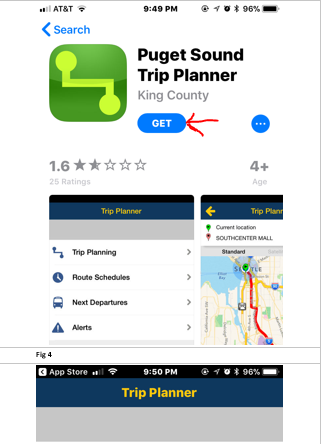 AT&T 9:49 PM 96%
Search
Puget Sound
Trip Planner
King County
GET
1.6
4+
25 Ratings
Age
Trip Planner
Trip Planning
Route Schedules
Next Departures
Alerts
Trip Plann
Current location
SOUTHCENTER MALL
Standard
SEATTLE
Fig 4
App Store 9:50 PM 96%
Trip Planner